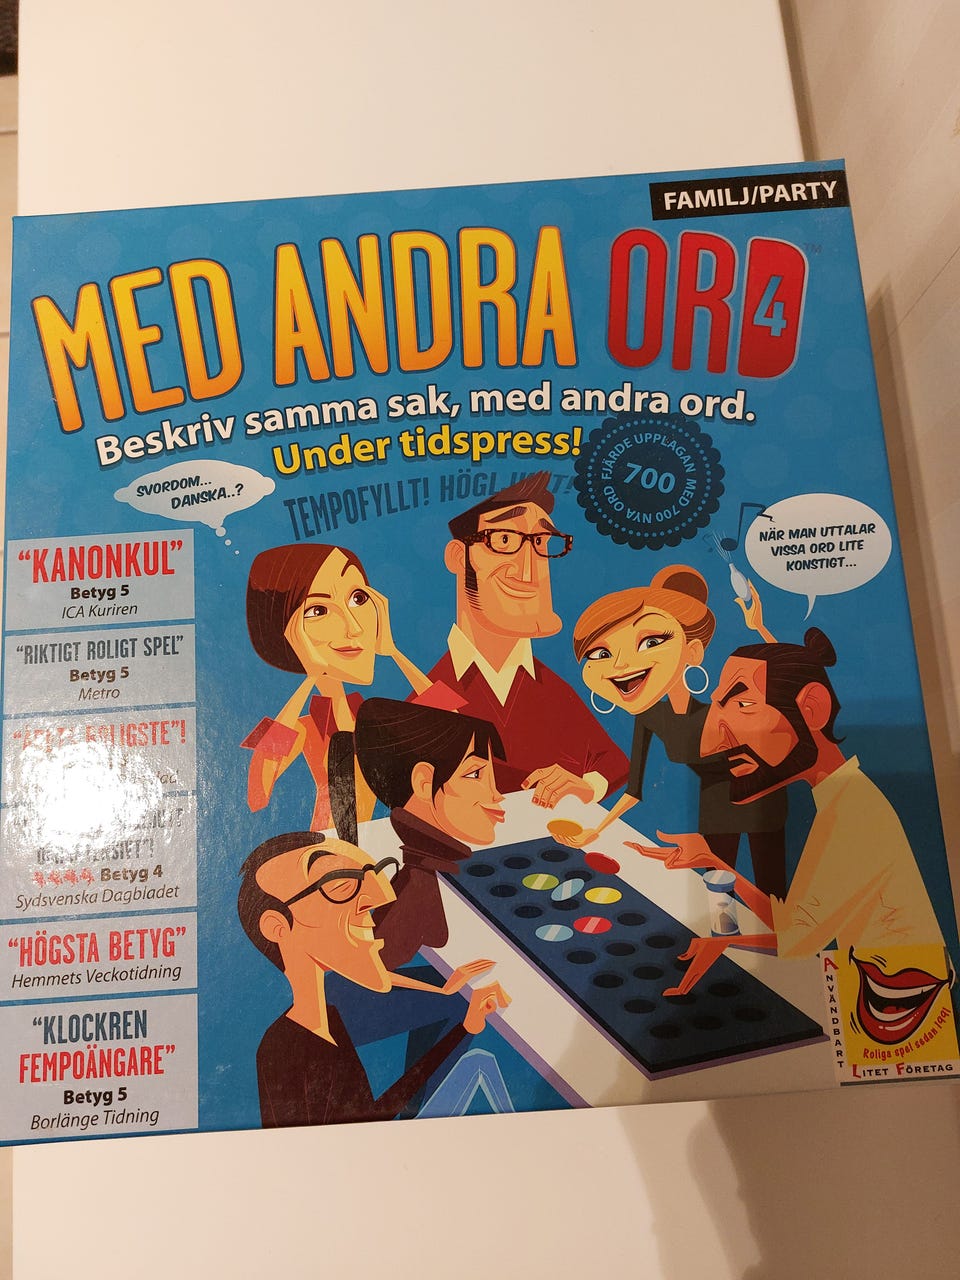 FAMILJ/PARTY
MED ANDRA ORD 4
TM
Beskriv samma sak, med andra ord.
Under tidspress!
TEMPOFYLLT!
FJÄRDE UPPLAGAN MED 700 NYA ORD
700
SVORDOM...
DANSKA..?
NÄR MAN UTTALAR
VISSA ORD LITE
KONSTIGT...
"KANONKUL"
Betyg 5
ICA Kuriren
"RIKTIGT ROLIGT SPEL"
Betyg 5
Metro
Betyg 4
Sydsvenska Dagbladet
"HÖGSTA BETYG"
Hemmets Veckotidning
"KLOCKREN
FEMPOÄNGARE"
Betyg 5
Borlänge Tidning
ANVÄNDBART
LITET FÖRETAG
Roliga spel sedan 1991